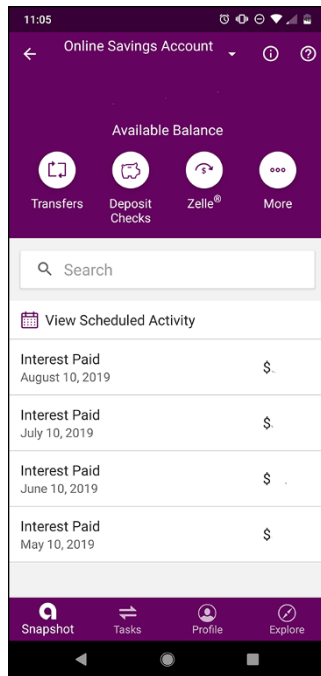 11:05
Online Savings Account
Available Balance
Transfers
Deposit Checks
Zelle®
More
Search
View Scheduled Activity
Interest Paid $
August 10, 2019
Interest Paid $
July 10, 2019
Interest Paid $
June 10, 2019
Interest Paid $
May 10, 2019
Snapshot
Tasks
Profile
Explore